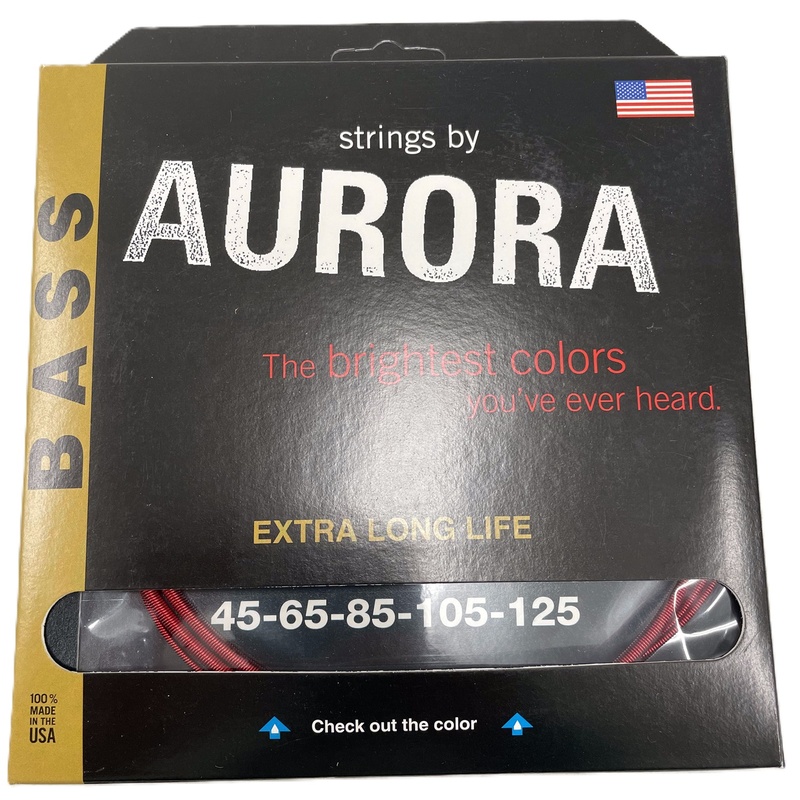 strings by
AURORA
The brightest colors
you've ever heard.
EXTRA LONG LIFE
45-65-85-105-125
Check out the color
BASS
100%
MADE
IN THE
USA